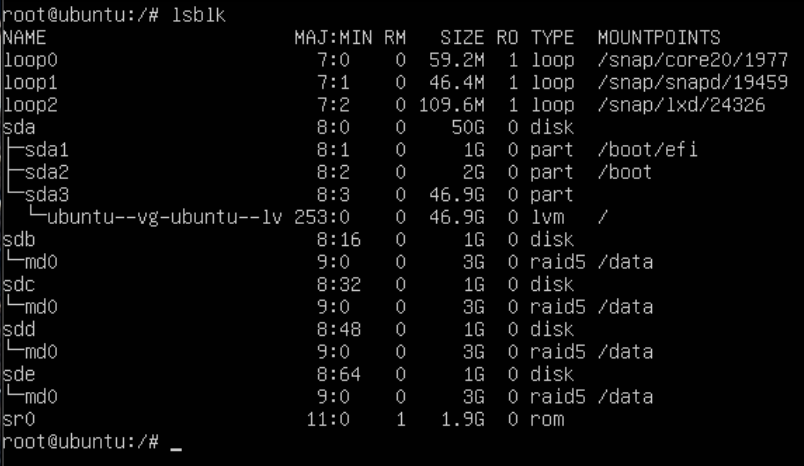 root@ubuntu:/# lsblk
NAME                      MAJ:MIN RM   SIZE RO TYPE  MOUNTPOINTS
loop0                       7:0    0  59.2M  1 loop  /snap/core20/1977
loop1                       7:1    0  46.4M  1 loop  /snap/snapd/19459
loop2                       7:2    0 109.6M  1 loop  /snap/lxd/24326
sda                         8:0    0    50G  0 disk
├─sda1                      8:1    0     1G  0 part  /boot/efi
├─sda2                      8:2    0     2G  0 part  /boot
└─sda3                      8:3    0  46.9G  0 part
  └─ubuntu--vg-ubuntu--lv 253:0    0  46.9G  0 lvm   /
sdb                         8:16   0     1G  0 disk
└─md0                       9:0    0     3G  0 raid5 /data
sdc                         8:32   0     1G  0 disk
└─md0                       9:0    0     3G  0 raid5 /data
sdd                         8:48   0     1G  0 disk
└─md0                       9:0    0     3G  0 raid5 /data
sde                         8:64   0     1G  0 disk
└─md0                       9:0    0     3G  0 raid5 /data
sr0                        11:0    1   1.9G  0 rom
root@ubuntu:/# _